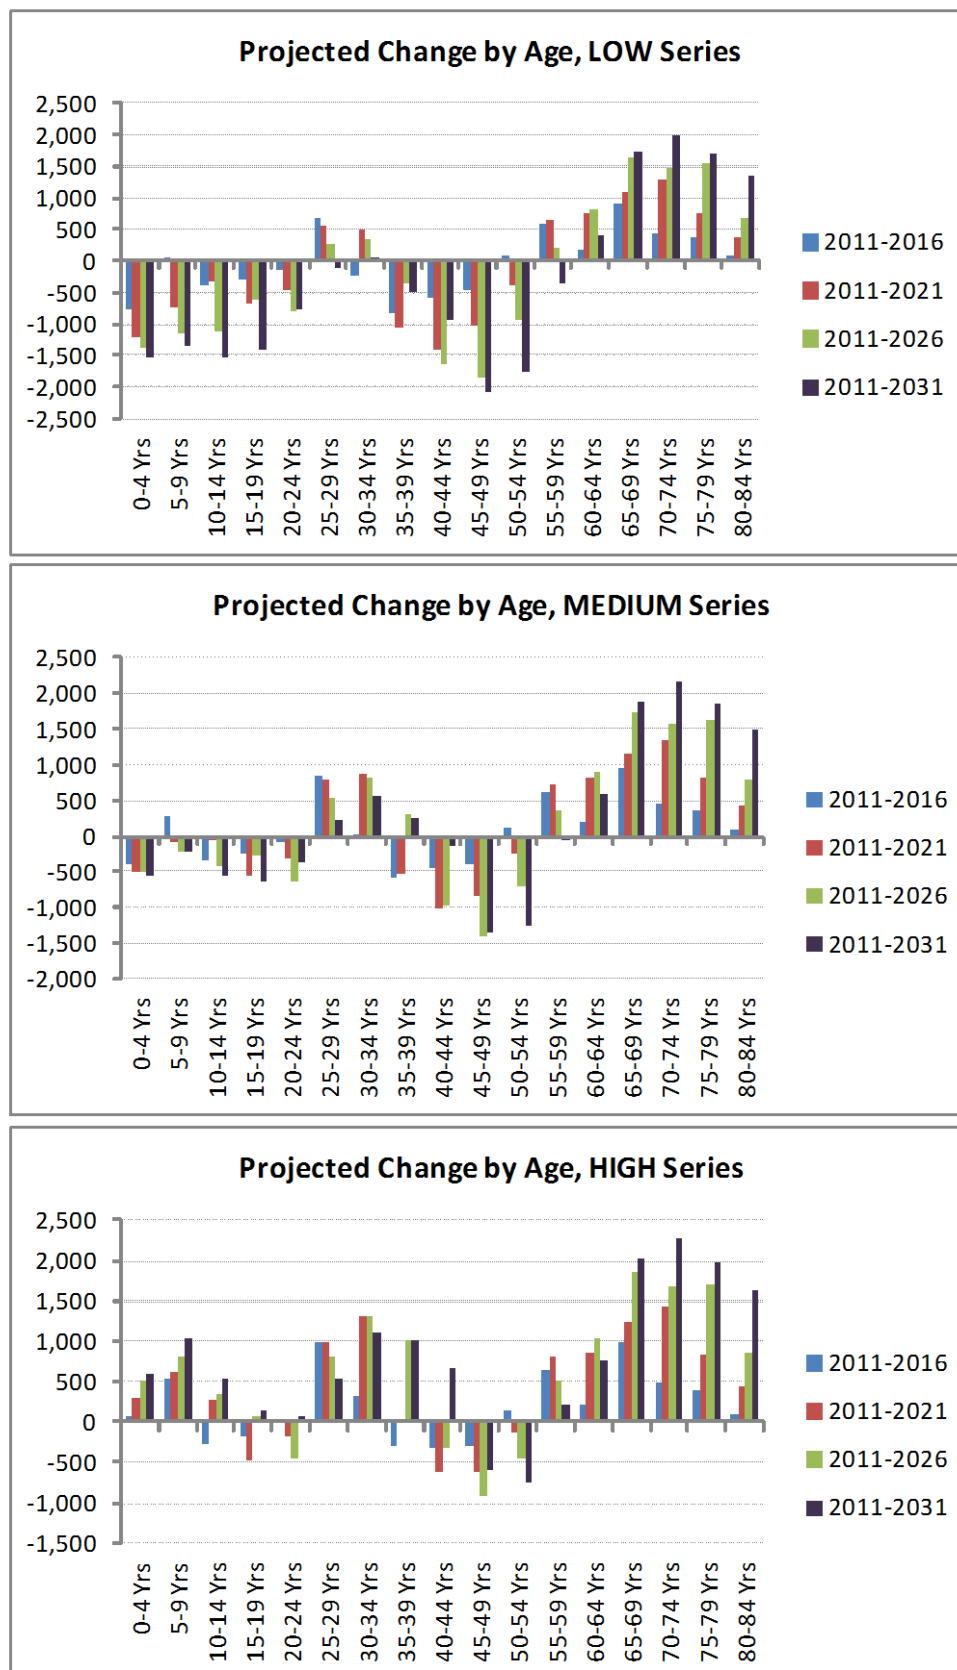 Projected Change by Age, LOW Series
2,500
2,000
1,500
1,000
500
0
-500
-1,000
-1,500
-2,000
-2,500
0-4 Yrs
5-9 Yrs
10-14 Yrs
15-19 Yrs
20-24 Yrs
25-29 Yrs
30-34 Yrs
35-39 Yrs
40-44 Yrs
45-49 Yrs
50-54 Yrs
55-59 Yrs
60-64 Yrs
65-69 Yrs
70-74 Yrs
75-79 Yrs
80-84 Yrs
2011-2016
2011-2021
2011-2026
2011-2031
Projected Change by Age, MEDIUM Series
2,500
2,000
1,500
1,000
500
0
-500
-1,000
-1,500
-2,000
0-4 Yrs
5-9 Yrs
10-14 Yrs
15-19 Yrs
20-24 Yrs
25-29 Yrs
30-34 Yrs
35-39 Yrs
40-44 Yrs
45-49 Yrs
50-54 Yrs
55-59 Yrs
60-64 Yrs
65-69 Yrs
70-74 Yrs
75-79 Yrs
80-84 Yrs
2011-2016
2011-2021
2011-2026
2011-2031
Projected Change by Age, HIGH Series
2,500
2,000
1,500
1,000
500
0
-500
-1,000
-1,500
0-4 Yrs
5-9 Yrs
10-14 Yrs
15-19 Yrs
20-24 Yrs
25-29 Yrs
30-34 Yrs
35-39 Yrs
40-44 Yrs
45-49 Yrs
50-54 Yrs
55-59 Yrs
60-64 Yrs
65-69 Yrs
70-74 Yrs
75-79 Yrs
80-84 Yrs
2011-2016
2011-2021
2011-2026
2011-2031